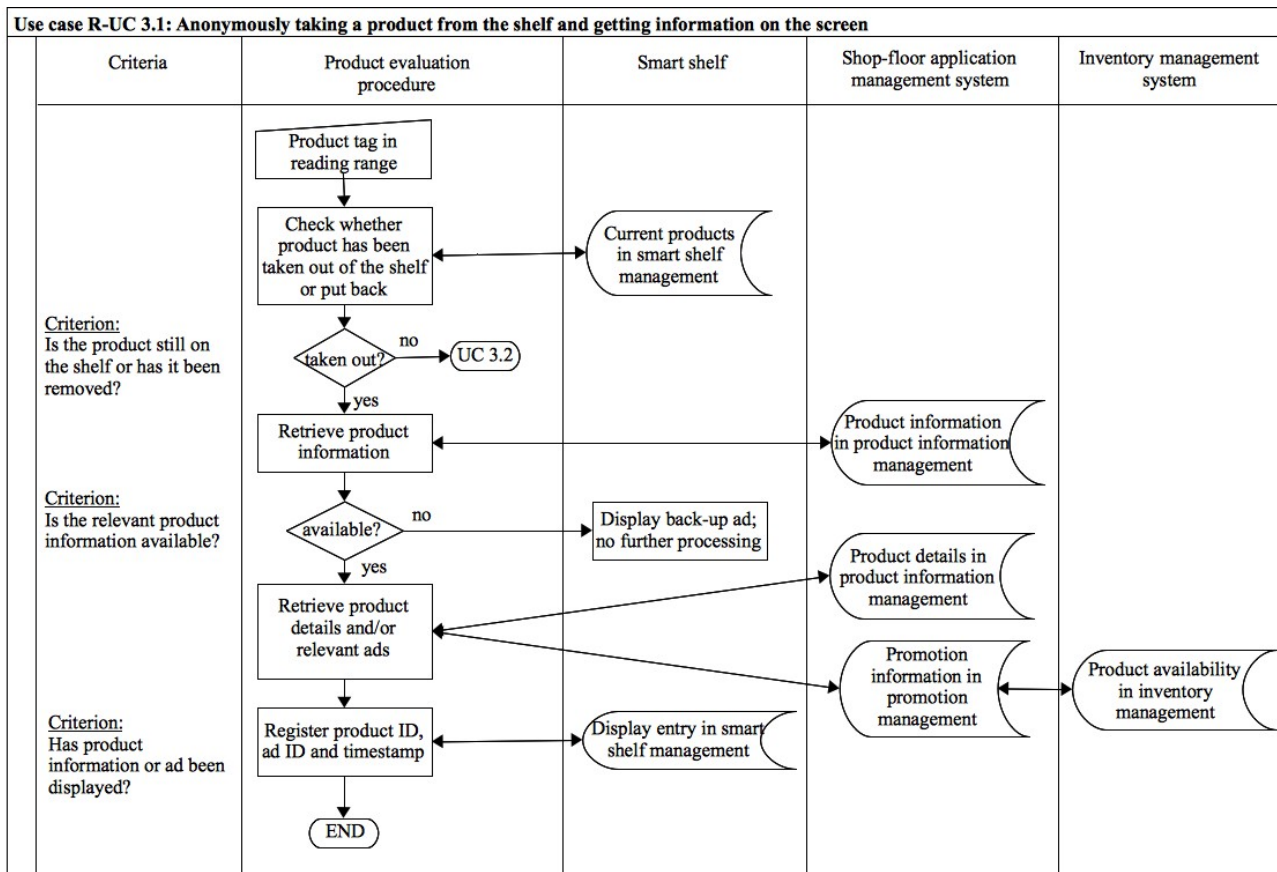 Use case R-UC 3.1: Anonymously taking a product from the shelf and getting information on the screen
Criteria
Product evaluation
procedure
Smart shelf
Shop-floor application
management system
Inventory management
system
Product tag in
reading range
Check whether
product has been
taken out of the shelf
or put back
Current products
in smart shelf
management
Criterion:
Is the product still on
the shelf or has it been
removed?
taken out?
no
UC 3.2
yes
Retrieve product
information
Product information
in product information
management
Criterion:
Is the relevant product
information available?
available?
no
Display back-up ad;
no further processing
yes
Product details in
product information
management
Retrieve product
details and/or
relevant ads
Promotion
information in
promotion
management
Product availability
in inventory
management
Criterion:
Has product
information or ad been
displayed?
Register product ID,
ad ID and timestamp
Display entry in smart
shelf management
END